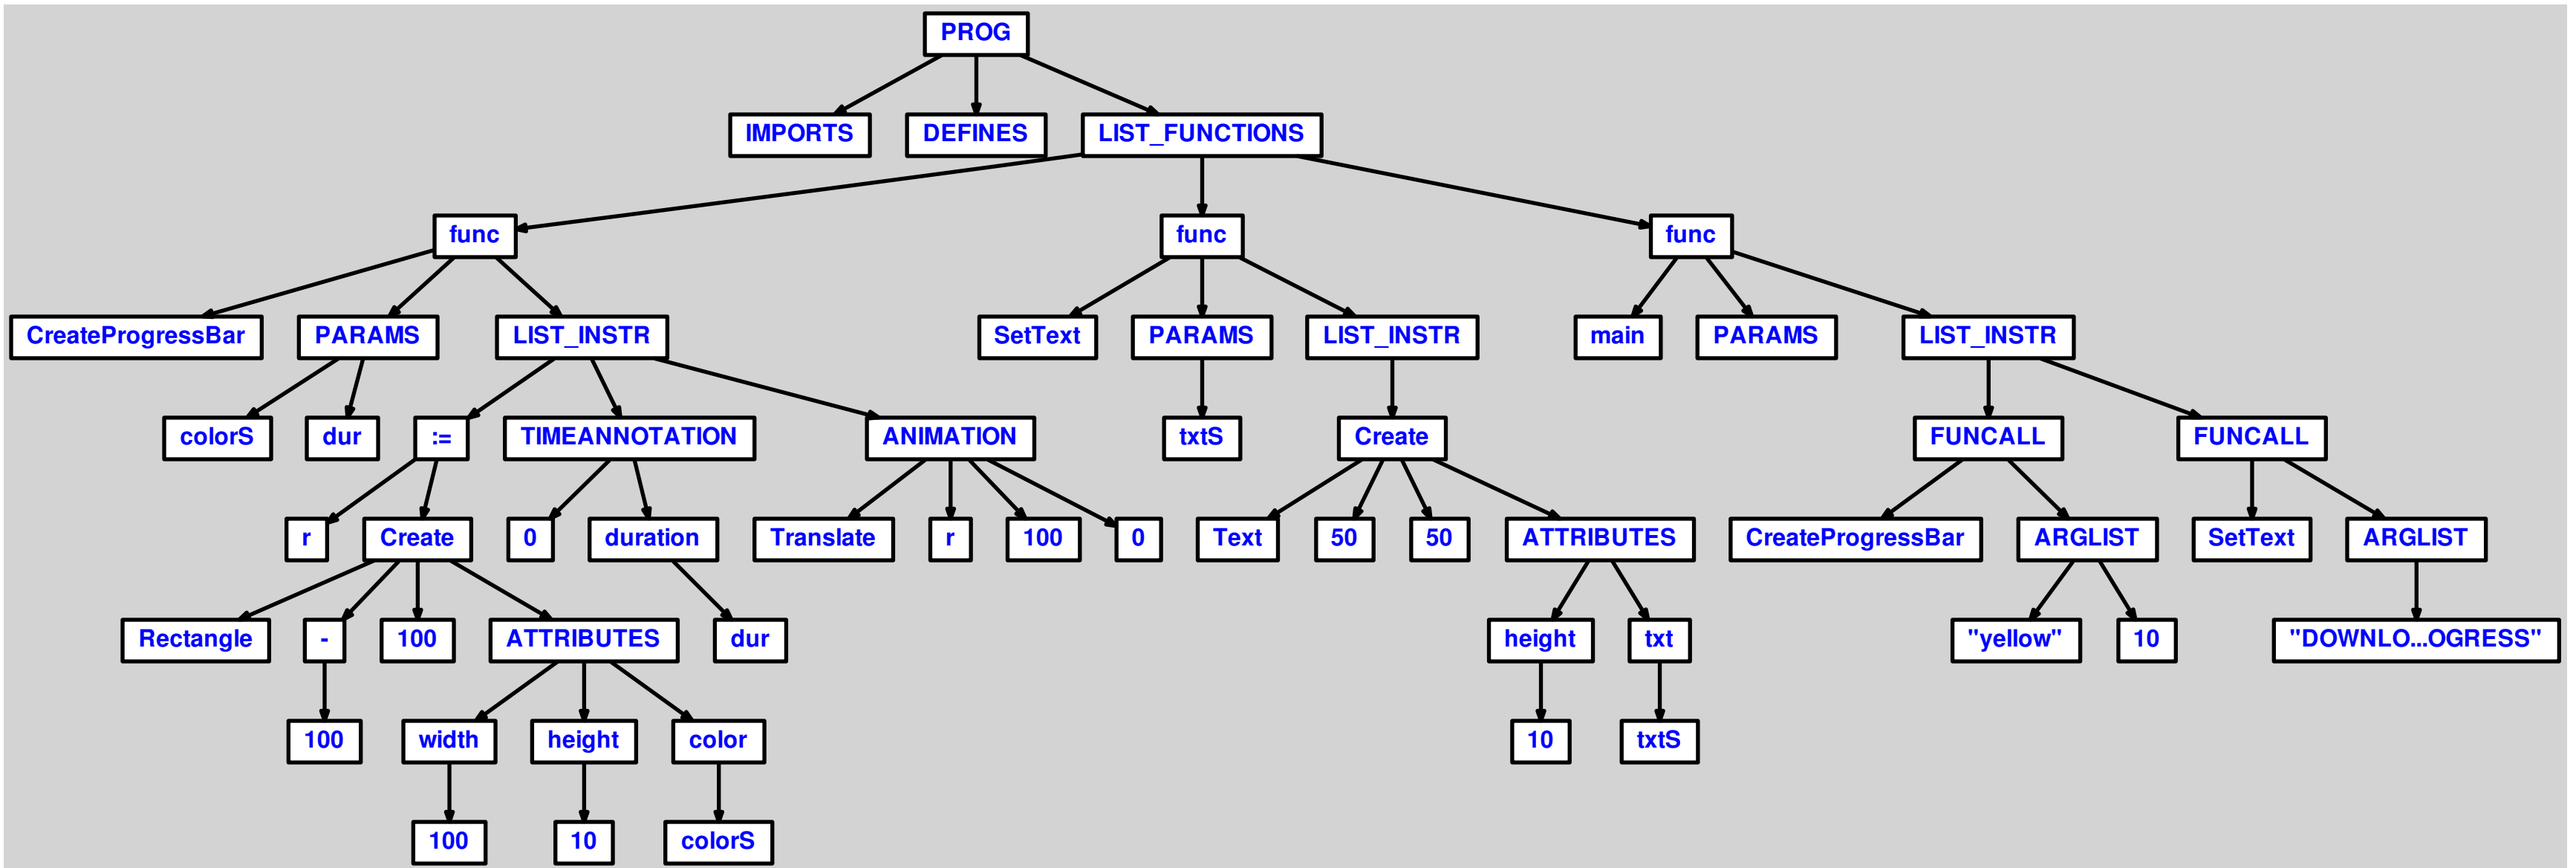 PROG
IMPORTS DEFINES LIST_FUNCTIONS
func func func
CreateProgressBar PARAMS LIST_INSTR SetText PARAMS LIST_INSTR main PARAMS LIST_INSTR
colorS dur := TIMEANNOTATION ANIMATION txtS Create FUNCALL FUNCALL
r Create 0 duration Translate r 100 0 Text 50 50 ATTRIBUTES CreateProgressBar ARGLIST SetText ARGLIST
Rectangle - 100 ATTRIBUTES dur height txt "yellow" 10 "DOWNLO...OGRESS"
100 width height color 10 txtS
100 10 colorS